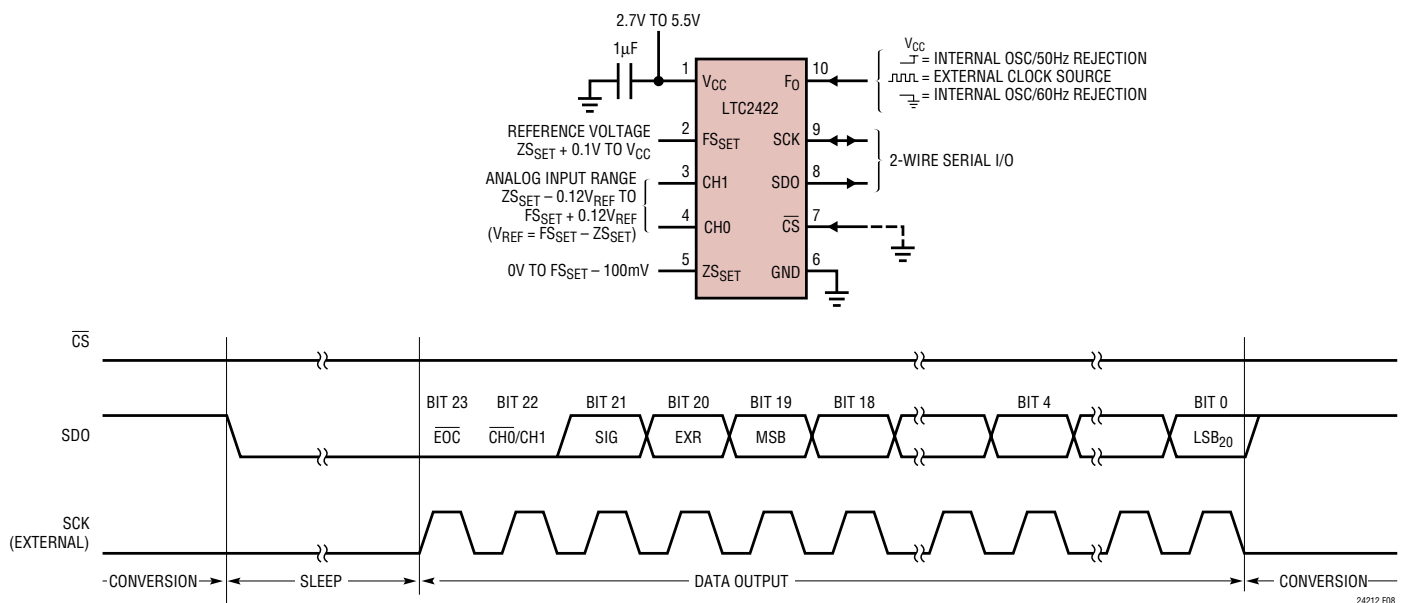 2.7V TO 5.5V
1µF
1
VCC
LTC2422
FO
10
VCC
= INTERNAL OSC/50Hz REJECTION
= EXTERNAL CLOCK SOURCE
= INTERNAL OSC/60Hz REJECTION
REFERENCE VOLTAGE
ZSSET + 0.1V TO VCC
2
FSSET
SCK
9
2-WIRE SERIAL I/O
ANALOG INPUT RANGE
ZSSET – 0.12VREF TO
FSSET + 0.12VREF
(VREF = FSSET – ZSSET)
3
CH1
SDO
8
4
CH0
CS
7
0V TO FSSET – 100mV
5
ZSSET
GND
6
CS
SDO
BIT 23
BIT 22
BIT 21
BIT 20
BIT 19
BIT 18
BIT 4
BIT 0
EOC
CH0/CH1
SIG
EXR
MSB
LSB20
SCK
(EXTERNAL)
CONVERSION
SLEEP
DATA OUTPUT
CONVERSION
24212 F08